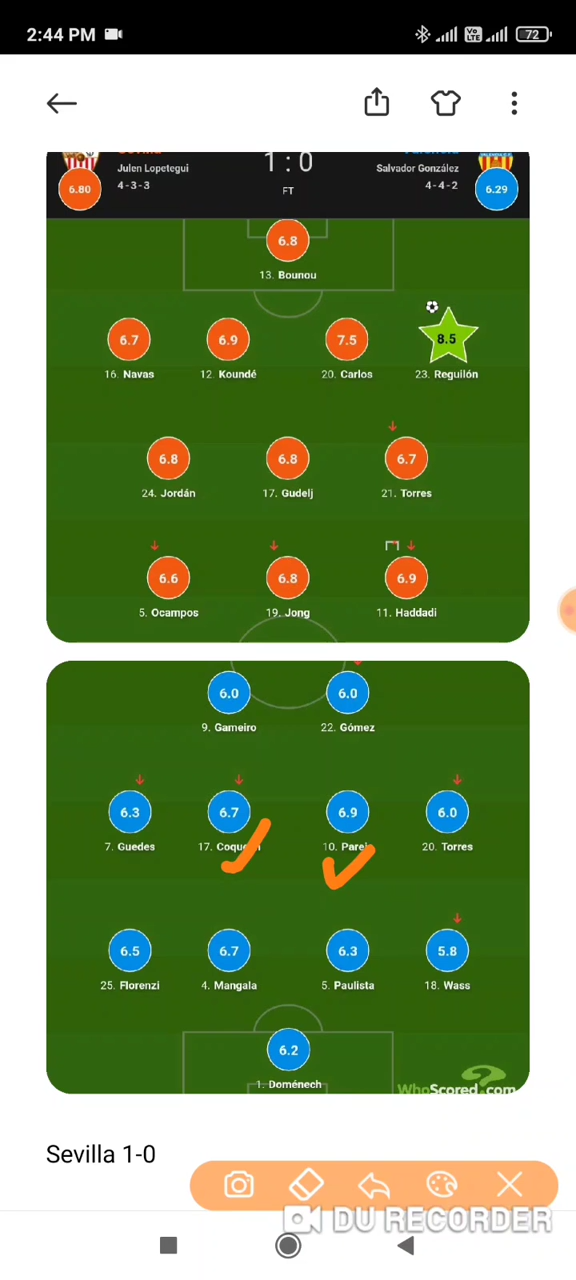 2:44 PM
Vo
LTE
72
Julen Lopetegui
4-3-3
6.80
1 : 0
FT
Salvador González
4-4-2
6.29
6.8
13. Bounou
6.7
6.9
7.5
8.5
16. Navas
12. Koundé
20. Carlos
23. Reguilón
6.8
6.8
6.7
24. Jordán
17. Gudelj
21. Torres
6.6
6.8
6.9
5. Ocampos
19. Jong
11. Haddadi
6.0
6.0
9. Gameiro
22. Gómez
6.3
6.7
6.9
6.0
7. Guedes
17.
10.
20. Torres
6.5
6.7
6.3
5.8
25. Florenzi
4. Mangala
5. Paulista
18. Wass
6.2
1. Doménech
WhoScored.com
Sevilla 1-0
DU RECORDER